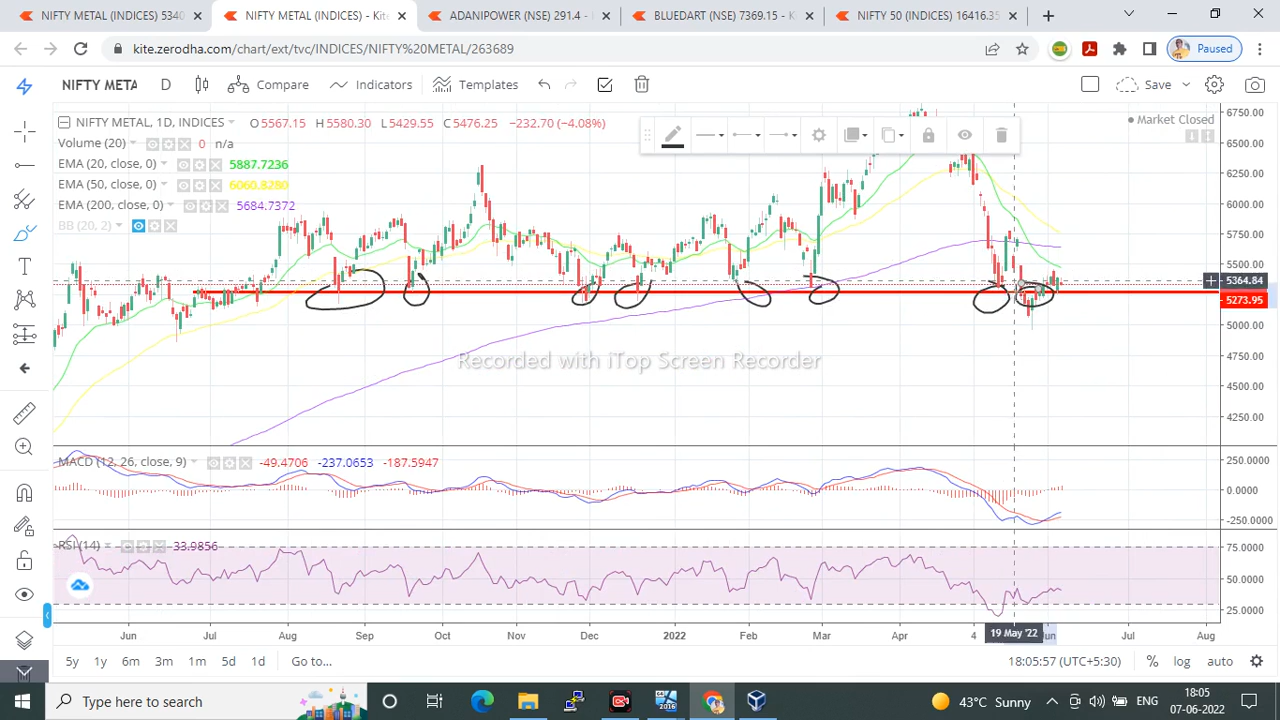 NIFTY METAL (INDICES) 5340
NIFTY METAL (INDICES) - Kite
ADANIPOWER (NSE) 291.4 -
BLUEDART (NSE) 7369.15 - K
NIFTY 50 (INDICES) 16416.35
kite.zerodha.com/chart/ext/tvc/INDICES/NIFTY%20METAL/263689
Paused
NIFTY META
D
Compare
Indicators
Templates
Save
NIFTY METAL, 1D, INDICES
O5567.15 H5580.30 L5429.55 C5476.25 −232.70 (−4.08%)
Market Closed
Volume (20) 0 n/a
EMA (20, close, 0) 5887.7236
EMA (50, close, 0) 6060.8280
EMA (200, close, 0) 5684.7372
BB (20, 2)
6750.00
6500.00
6250.00
6000.00
5750.00
5500.00
5364.84
5273.95
5000.00
4750.00
4500.00
4250.00
Recorded with iTop Screen Recorder
MACD (12, 26, close, 9) -49.4706 -237.0653 -187.5947
250.0000
0.0000
-250.0000
RSI (14) 33.9856
75.0000
50.0000
25.0000
Jun Jul Aug Sep Oct Nov Dec 2022 Feb Mar Apr 4 19 May '22 Jun Jul Aug
5y 1y 6m 3m 1m 5d 1d Go to...
18:05:57 (UTC+5:30) % log auto
Type here to search
2016
43°C Sunny
ENG
18:05
07-06-2022